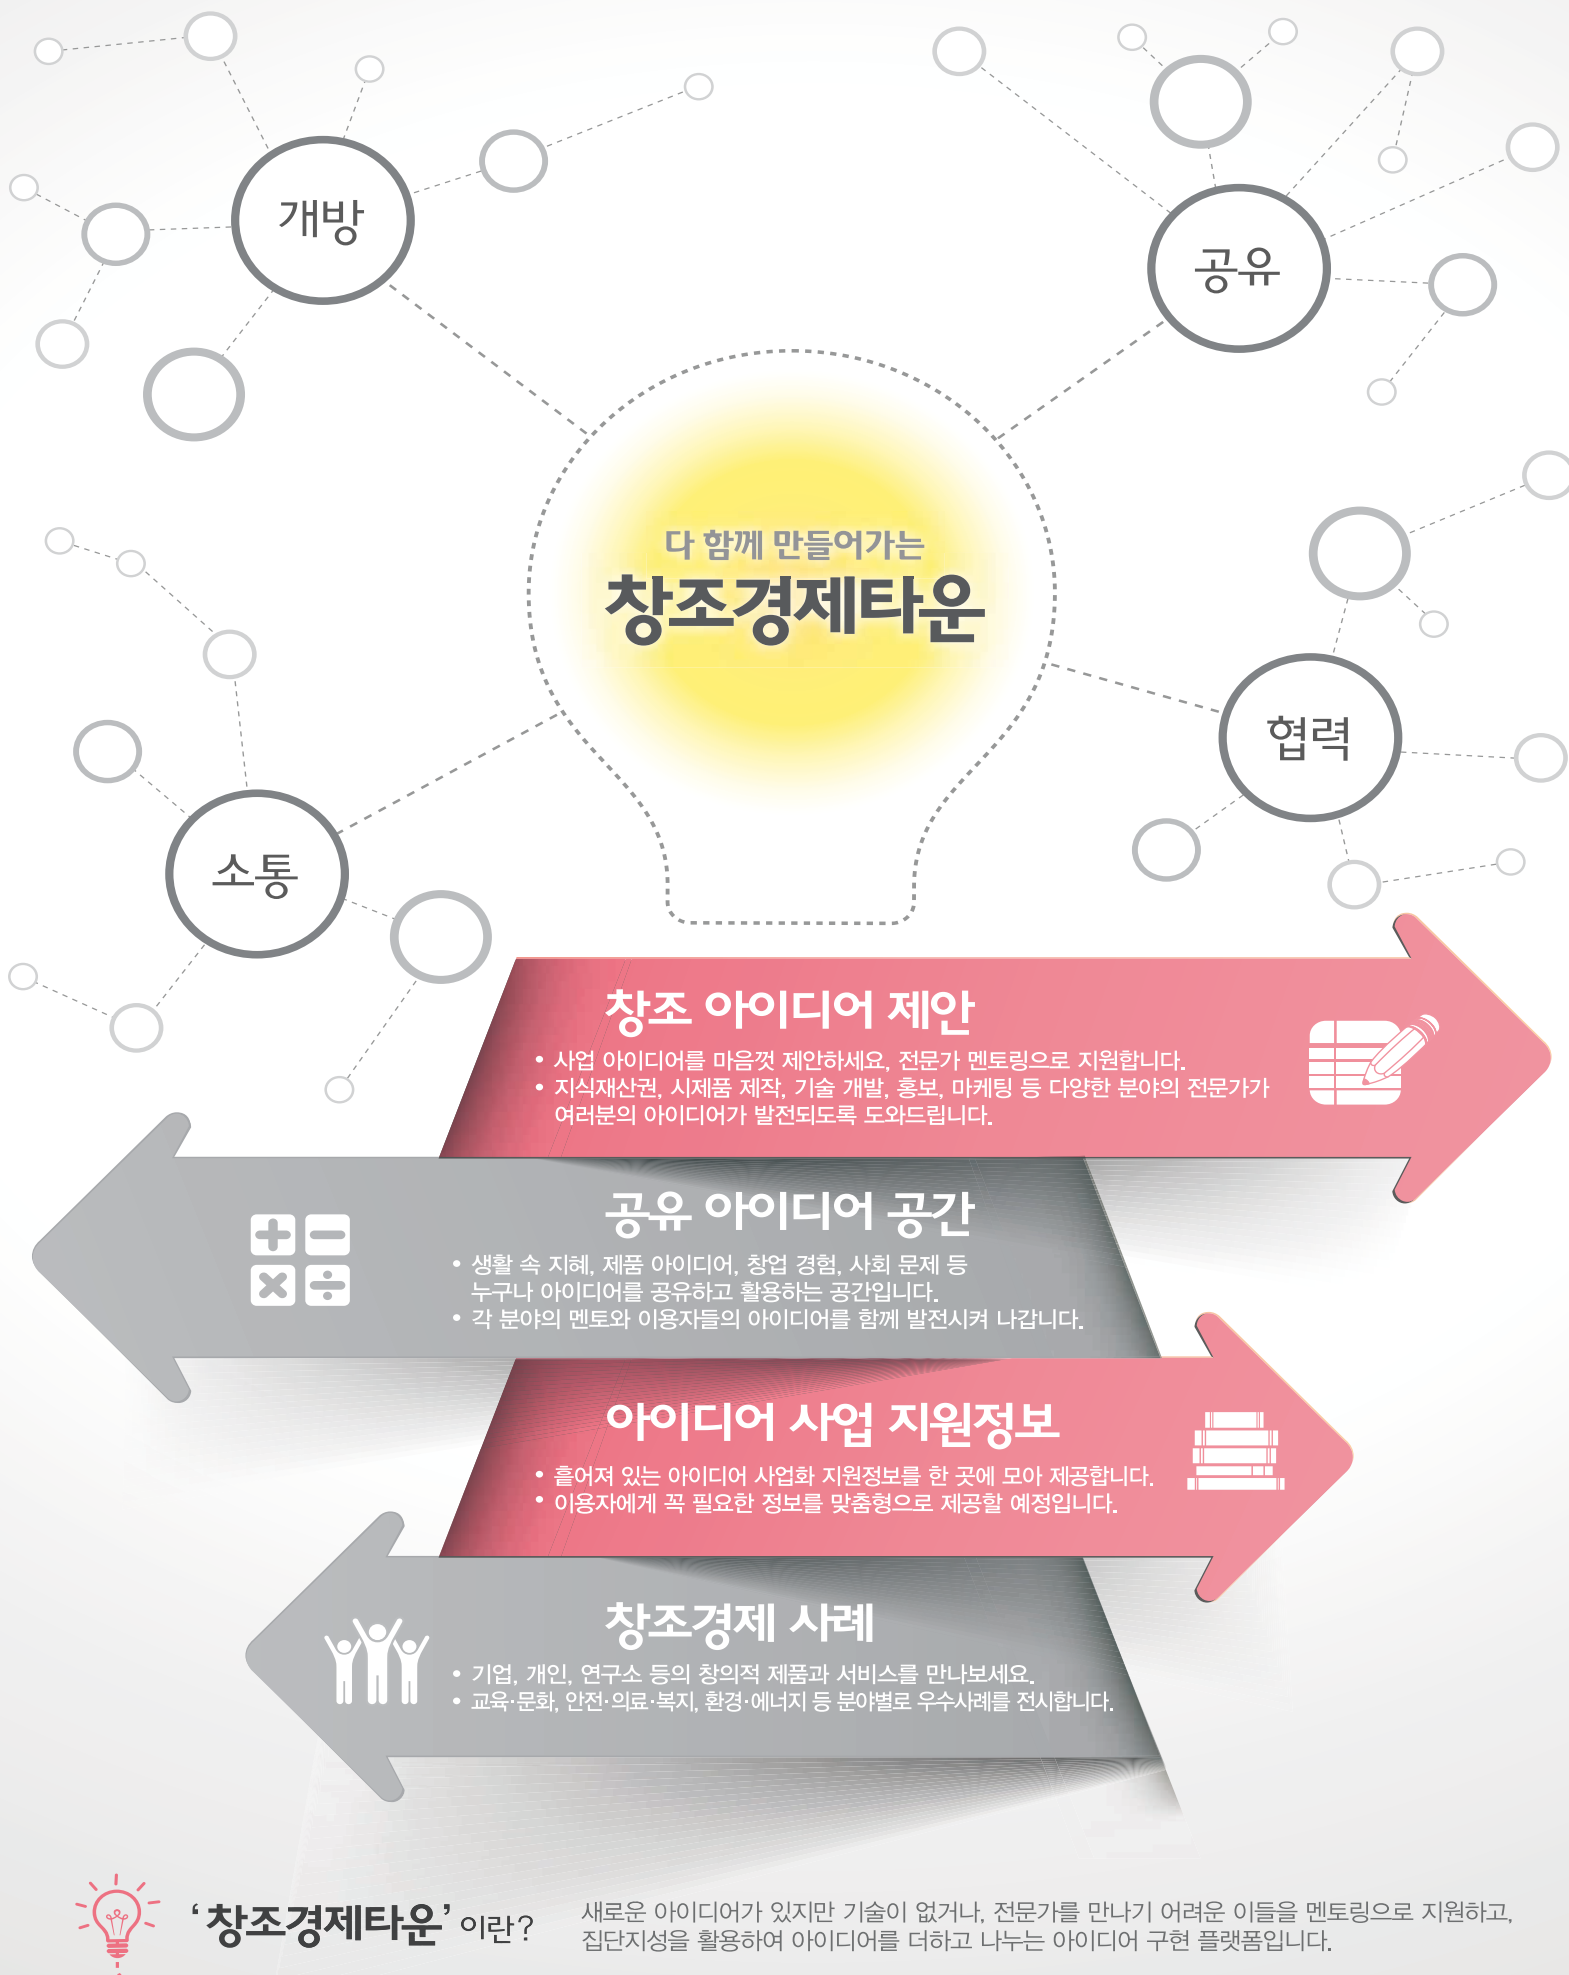 개방
공유
다 함께 만들어가는
창조경제타운
협력
소통
창조 아이디어 제안
• 사업 아이디어를 마음껏 제안하세요, 전문가 멘토링으로 지원합니다.
• 지식재산권, 시제품 제작, 기술 개발, 홍보, 마케팅 등 다양한 분야의 전문가가
여러분의 아이디어가 발전되도록 도와드립니다.
공유 아이디어 공간
• 생활 속 지혜, 제품 아이디어, 창업 경험, 사회 문제 등
누구나 아이디어를 공유하고 활용하는 공간입니다.
• 각 분야의 멘토와 이용자들의 아이디어를 함께 발전시켜 나갑니다.
아이디어 사업 지원정보
• 흩어져 있는 아이디어 사업화 지원정보를 한 곳에 모아 제공합니다.
• 이용자에게 꼭 필요한 정보를 맞춤형으로 제공할 예정입니다.
창조경제 사례
• 기업, 개인, 연구소 등의 창의적 제품과 서비스를 만나보세요.
• 교육·문화, 안전·의료·복지, 환경·에너지 등 분야별로 우수사례를 전시합니다.
‘창조경제타운’이란?
새로운 아이디어가 있지만 기술이 없거나, 전문가를 만나기 어려운 이들을 멘토링으로 지원하고,
집단지성을 활용하여 아이디어를 더하고 나누는 아이디어 구현 플랫폼입니다.